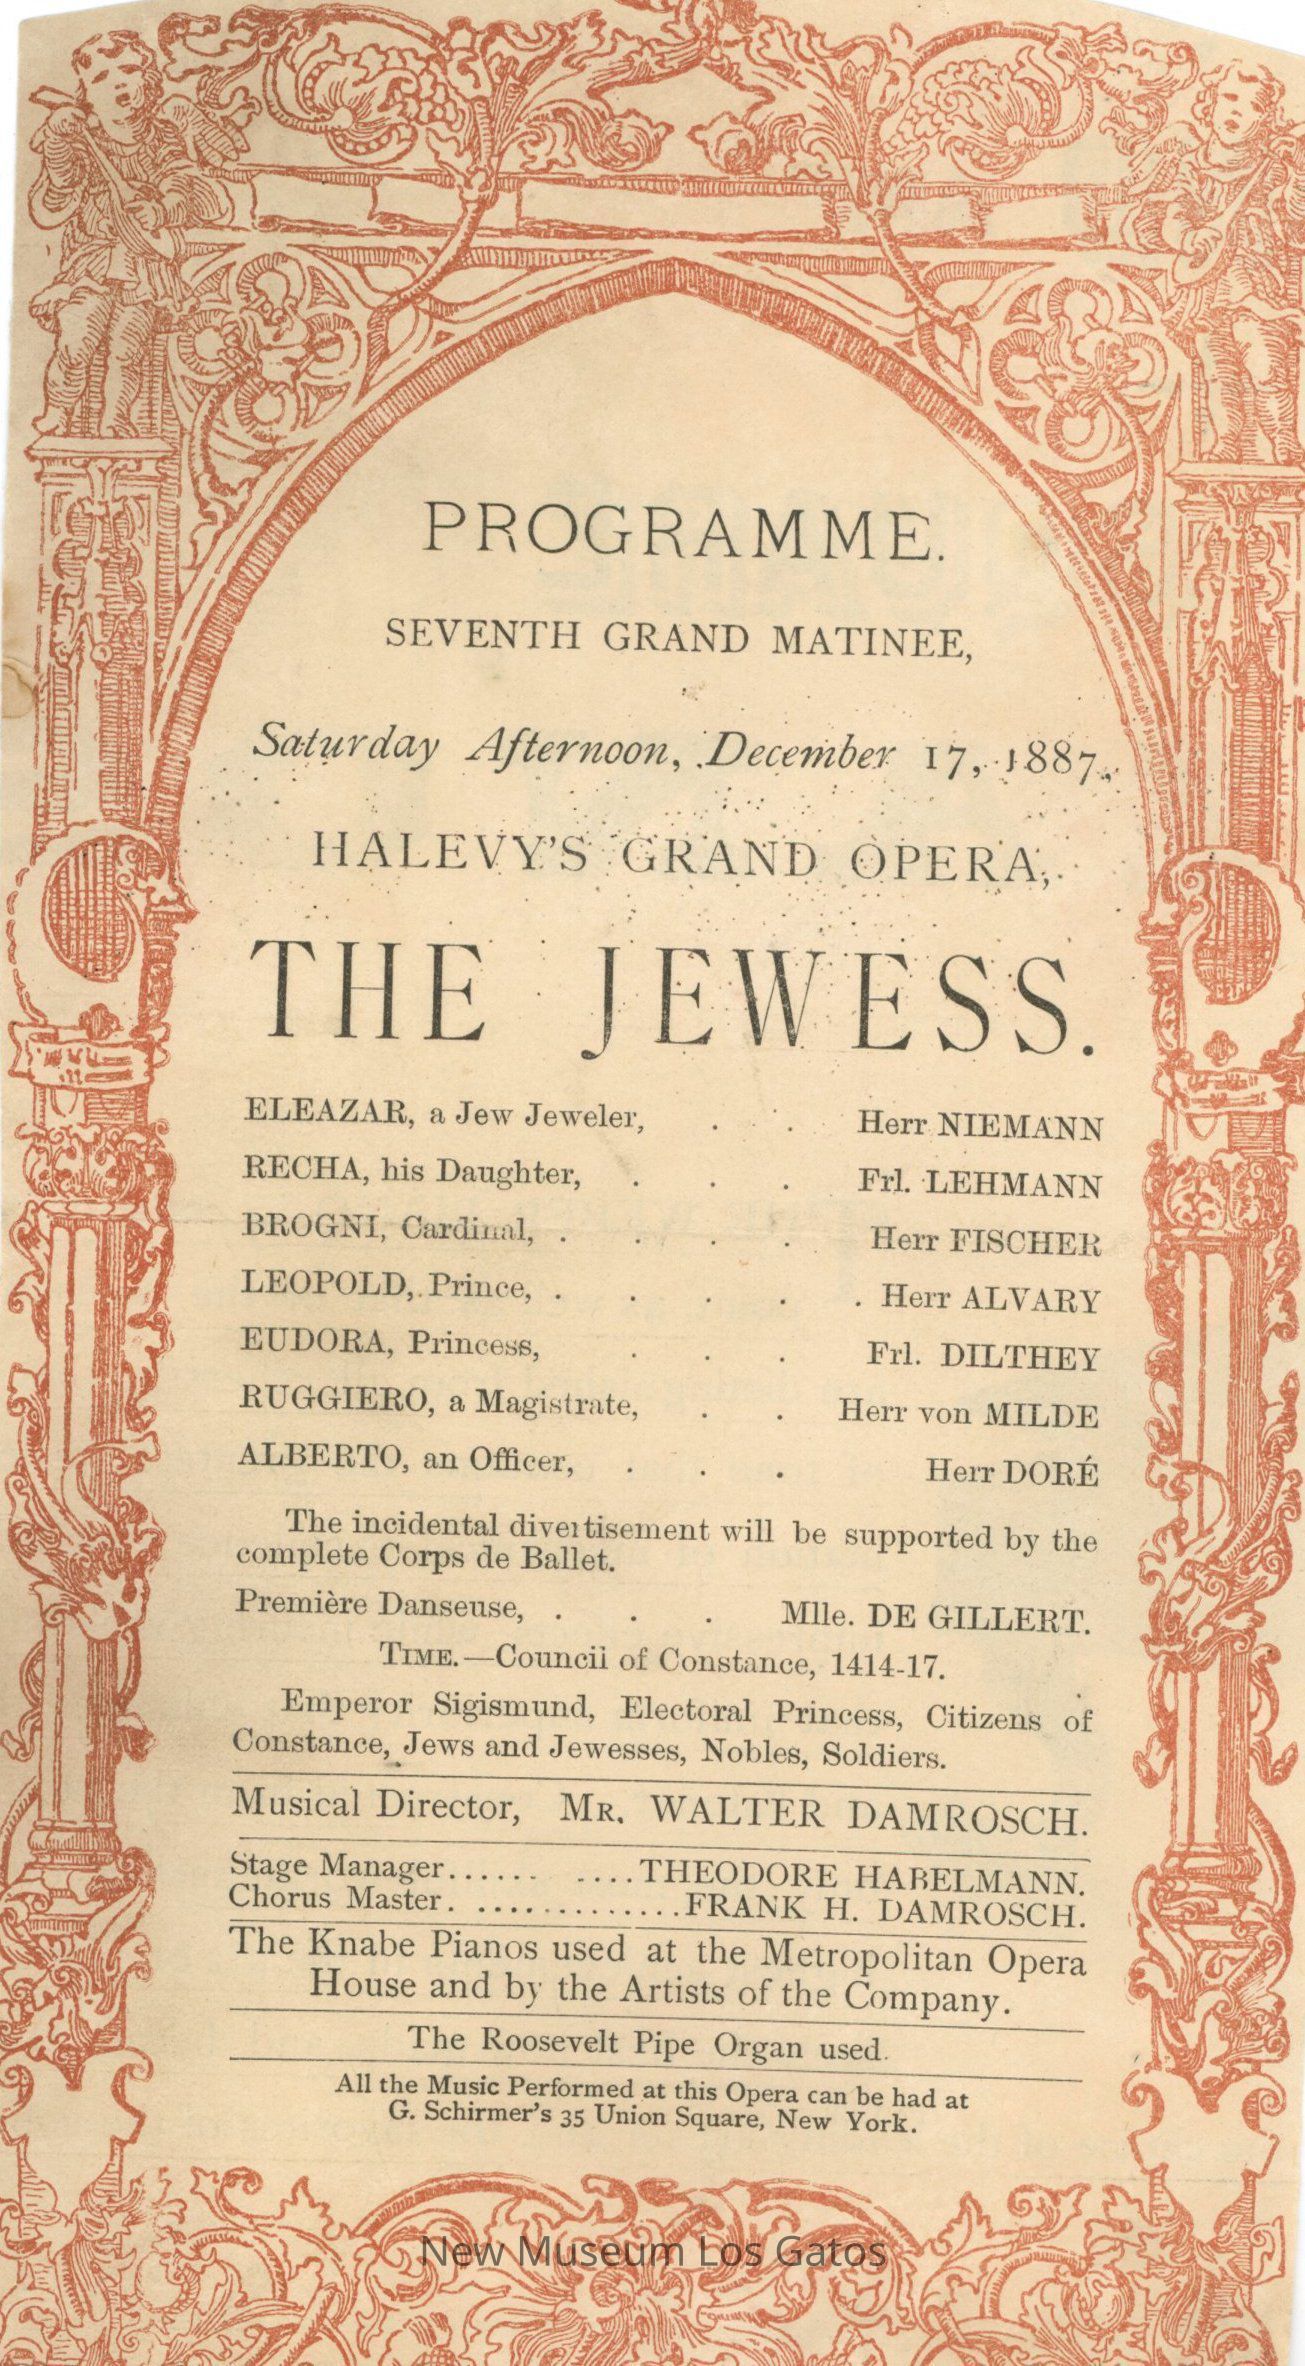 PROGRAMME.
SEVENTH GRAND MATINEE,
Saturday Afternoon, December 17, 1887,
HALEVY'S GRAND OPERA,
THE JEWESS.
ELEAZAR, a Jew Jeweler, . . Herr NIEMANN
RECHA, his Daughter, . . . Frl. LEHMANN
BROGNI, Cardinal, . . . . Herr FISCHER
LEOPOLD, Prince, . . . . . Herr ALVARY
EUDORA, Princess, . . . Frl. DILTHEY
RUGGIERO, a Magistrate, . . Herr von MILDE
ALBERTO, an Officer, . . . Herr DORÉ
The incidental divertisement will be supported by the
complete Corps de Ballet.
Première Danseuse, . . . Mlle. DE GILLERT.
TIME.—Council of Constance, 1414-17.
Emperor Sigismund, Electoral Princess, Citizens of
Constance, Jews and Jewesses, Nobles, Soldiers.
Musical Director, MR. WALTER DAMROSCH.
Stage Manager...... ....THEODORE HABELMANN.
Chorus Master. .............FRANK H. DAMROSCH.
The Knabe Pianos used at the Metropolitan Opera
House and by the Artists of the Company.
The Roosevelt Pipe Organ used.
All the Music Performed at this Opera can be had at
G. Schirmer's 35 Union Square, New York.
New Museum Los Gatos